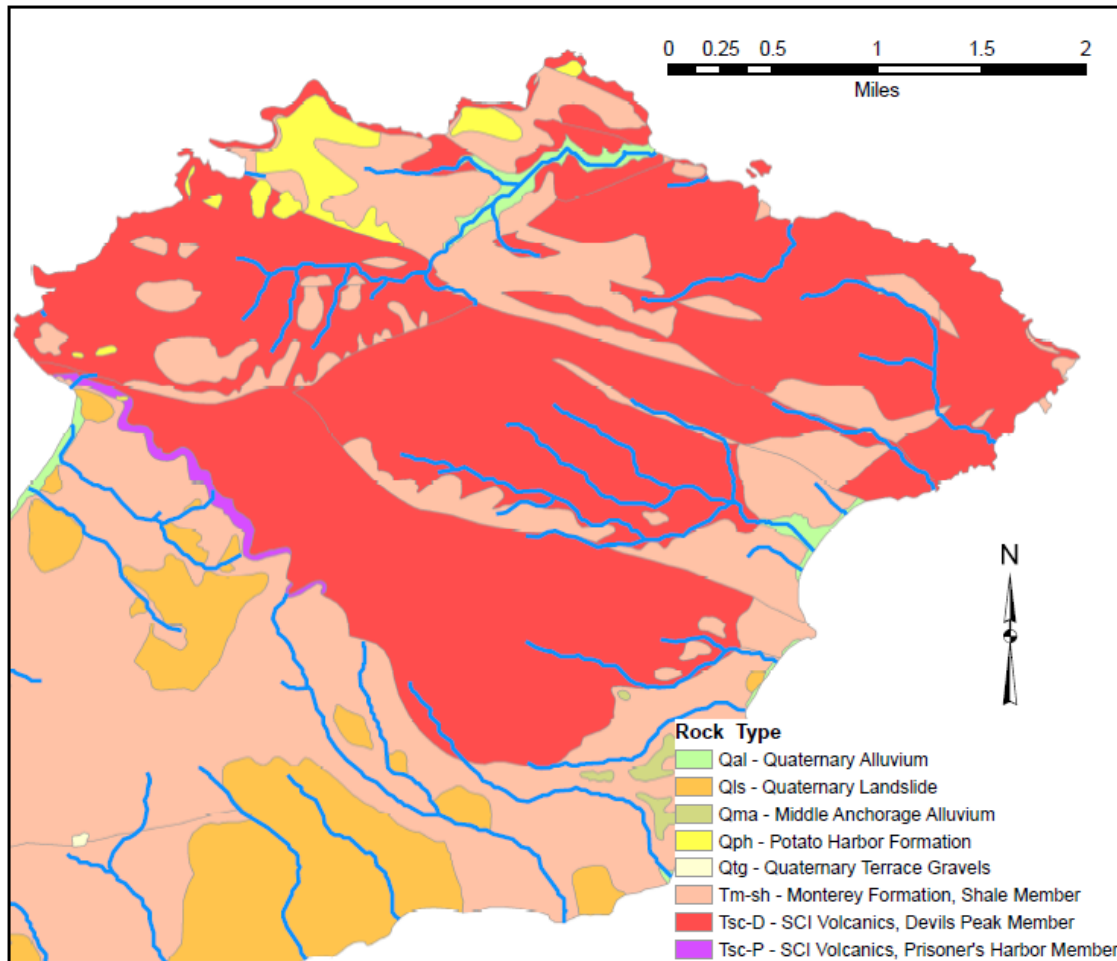 0 0.25 0.5 1 1.5 2
Miles
N
Rock Type
Qal - Quaternary Alluvium
Qls - Quaternary Landslide
Qma - Middle Anchorage Alluvium
Qph - Potato Harbor Formation
Qtg - Quaternary Terrace Gravels
Tm-sh - Monterey Formation, Shale Member
Tsc-D - SCI Volcanics, Devils Peak Member
Tsc-P - SCI Volcanics, Prisoner's Harbor Member